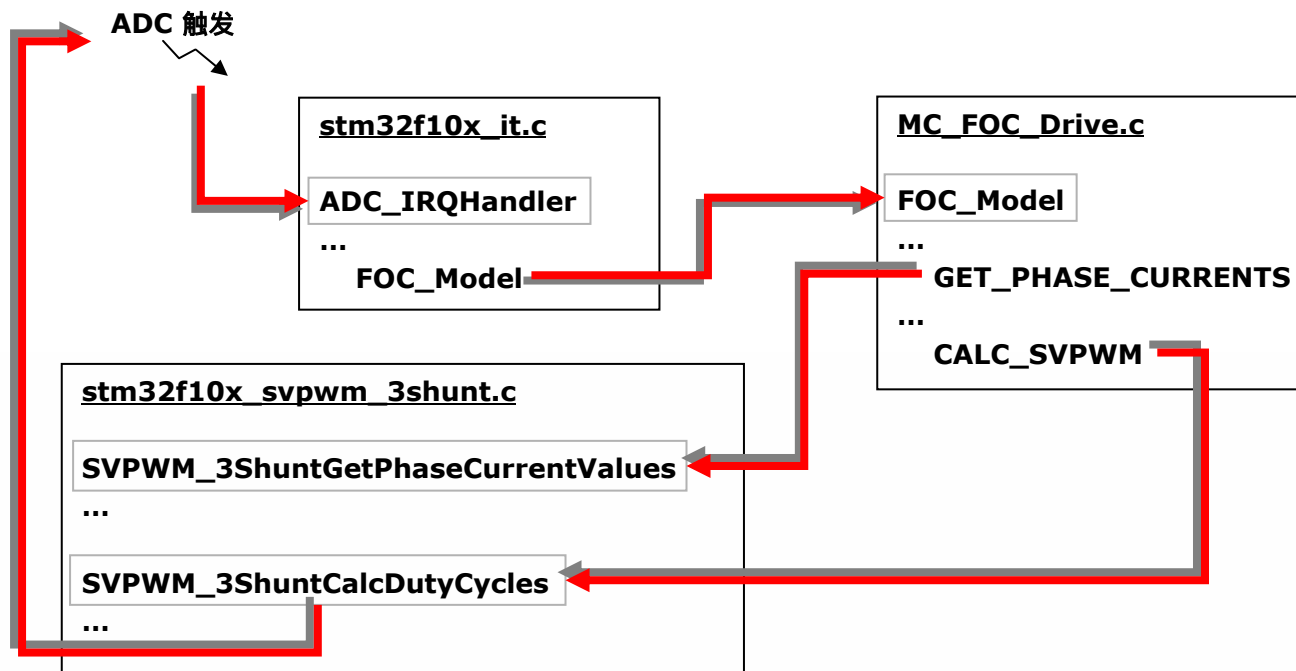 ADC 触发
stm32f10x_it.c
ADC_IRQHandler
...
FOC_Model
MC_FOC_Drive.c
FOC_Model
...
GET_PHASE_CURRENTS
...
CALC_SVPWM
stm32f10x_svpwm_3shunt.c
SVPWM_3ShuntGetPhaseCurrentValues
...
SVPWM_3ShuntCalcDutyCycles
...